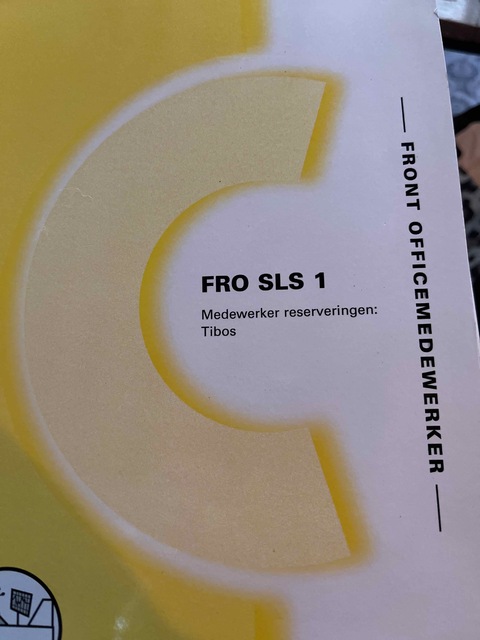 FRO SLS 1
Medewerker reserveringen:
Tibos
FRONT OFFICEMEDEWERKER